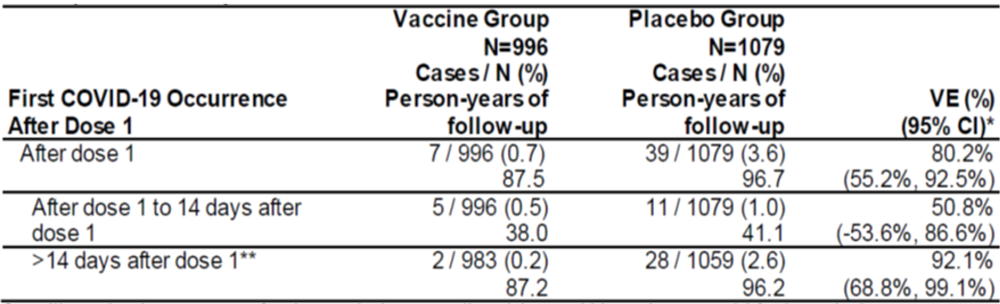 Vaccine Group Placebo Group
N=996 N=1079
Cases / N (%) Cases / N (%)
First COVID-19 Occurrence Person-years of Person-years of VE (%)
After Dose 1 follow-up follow-up (95% CI)*
After dose 1 7 / 996 (0.7) 39 / 1079 (3.6) 80.2%
87.5 96.7 (55.2%, 92.5%)
After dose 1 to 14 days after 5 / 996 (0.5) 11 / 1079 (1.0) 50.8%
dose 1 38.0 41.1 (-53.6%, 86.6%)
>14 days after dose 1** 2 / 983 (0.2) 28 / 1059 (2.6) 92.1%
87.2 96.2 (68.8%, 99.1%)